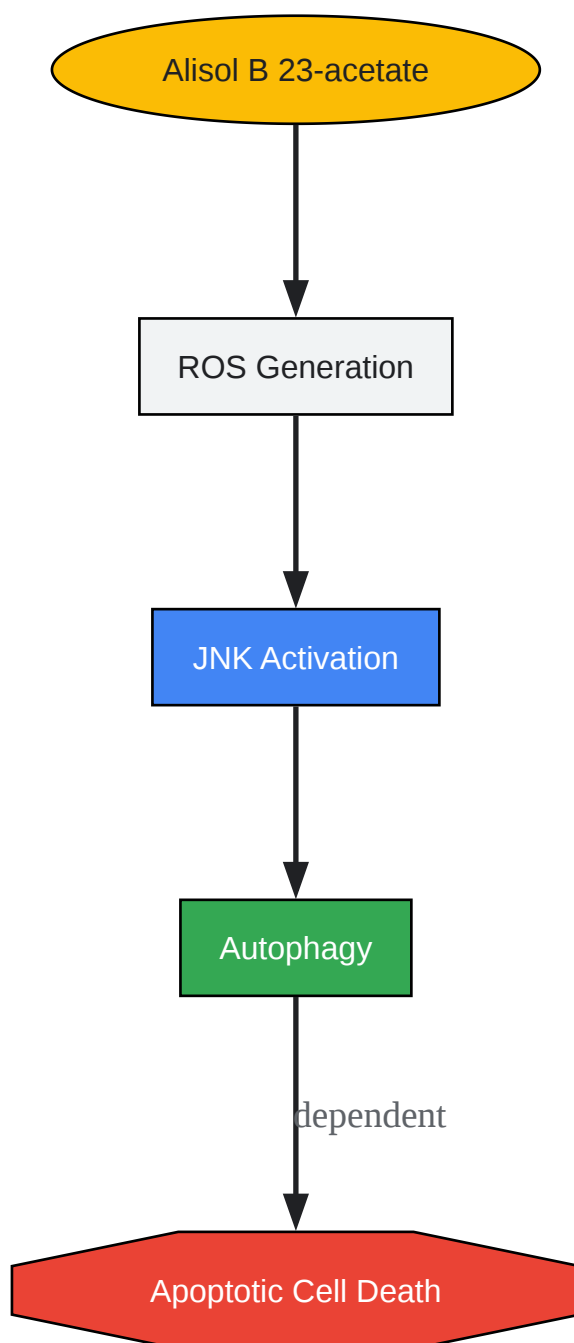 Alisol B 23-acetate
ROS Generation
JNK Activation
Autophagy
dependent
Apoptotic Cell Death